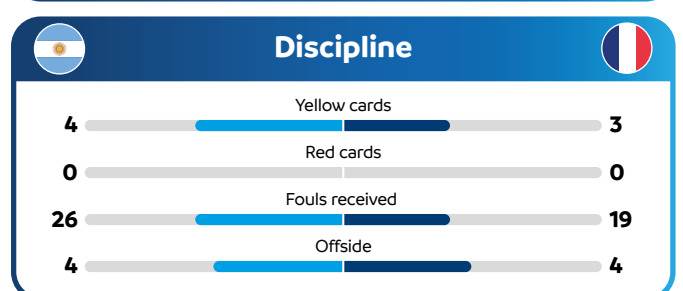 Discipline
Yellow cards
4 3
Red cards
0 0
Fouls received
26 19
Offside
4 4